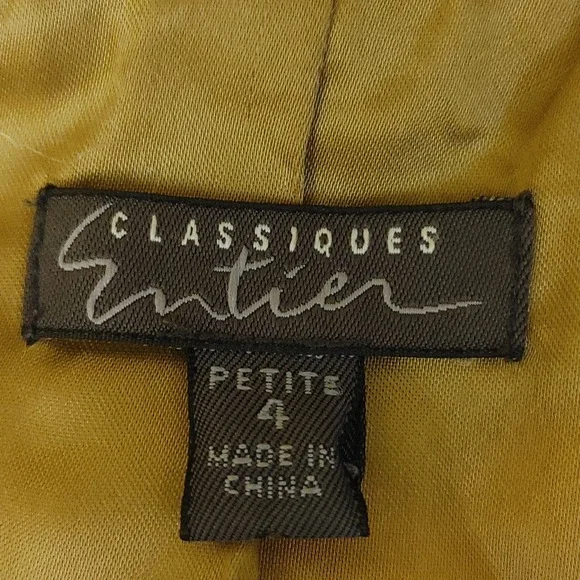 CLASSIQUES
Entier
PETITE
4
MADE IN
CHINA